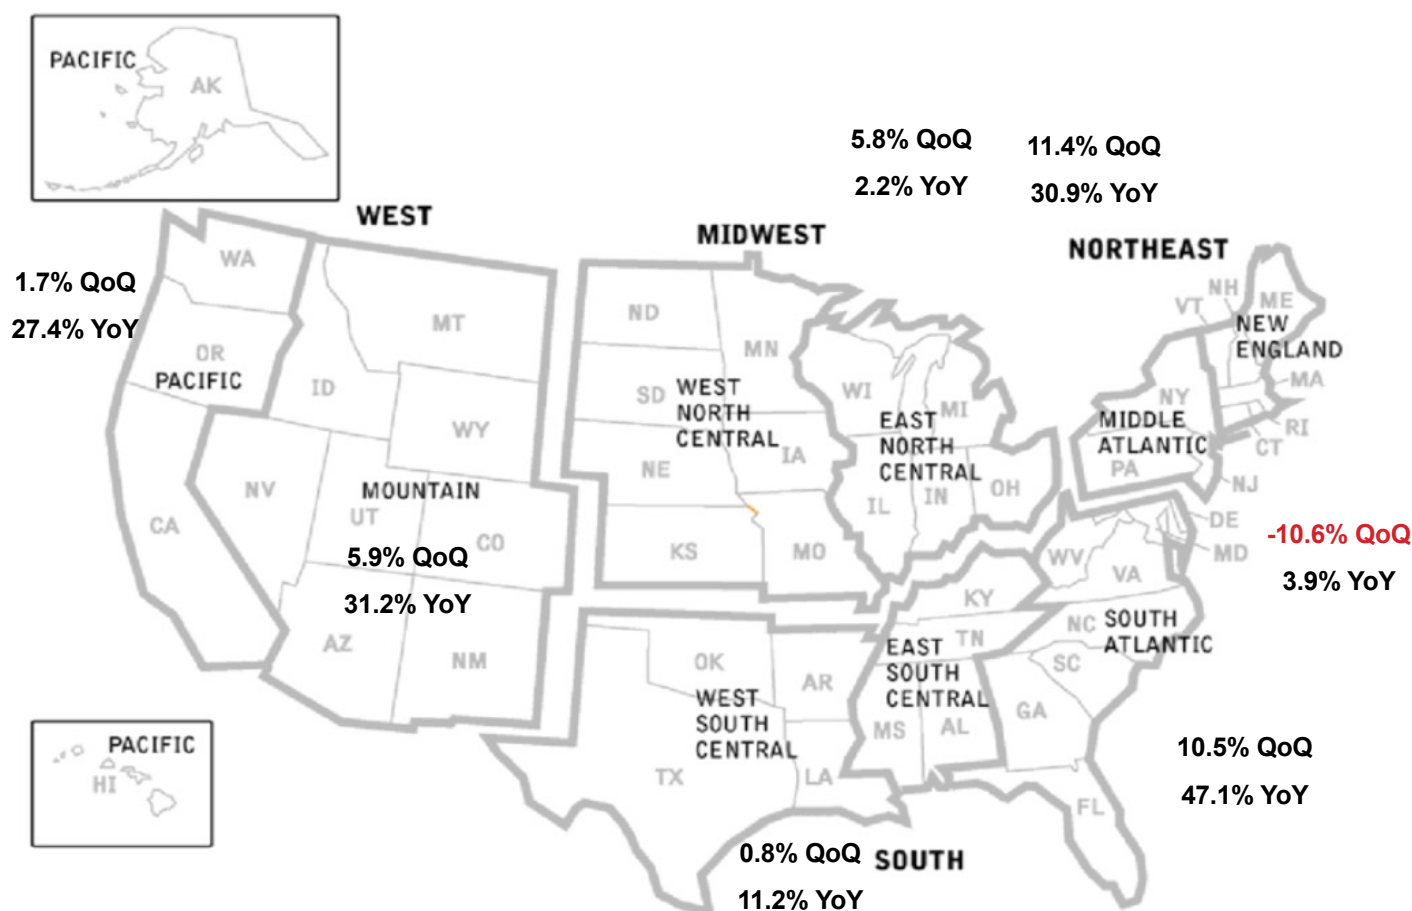 PACIFIC
AK
5.8% QoQ
2.2% YoY
11.4% QoQ
30.9% YoY
WEST
MIDWEST
NORTHEAST
1.7% QoQ
27.4% YoY
WA
OR
PACIFIC
CA
MT
ID
WY
NV
UT
MOUNTAIN
CO
5.9% QoQ
31.2% YoY
AZ
NM
ND
MN
SD
WEST
NORTH
CENTRAL
NE
IA
KS
MO
WI
MI
EAST
NORTH
CENTRAL
IL
IN
OH
VT
NH
ME
NEW
ENGLAND
MA
RI
CT
NY
MIDDLE
ATLANTIC
PA
NJ
DE
MD
-10.6% QoQ
3.9% YoY
WV
VA
KY
NC
SOUTH
ATLANTIC
TN
SC
EAST
SOUTH
CENTRAL
MS
AL
GA
FL
10.5% QoQ
47.1% YoY
OK
AR
WEST
SOUTH
CENTRAL
TX
LA
0.8% QoQ
11.2% YoY
SOUTH
PACIFIC
HI